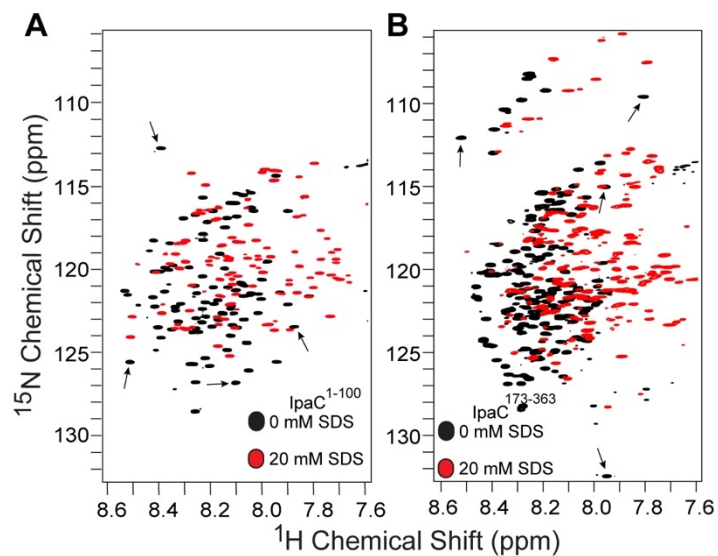 A
B
15N Chemical Shift (ppm)
110
115
120
125
130
110
115
120
125
130
IpaC1-100
0 mM SDS
20 mM SDS
IpaC173-363
0 mM SDS
20 mM SDS
8.6 8.4 8.2 8.0 7.8 7.6
8.6 8.4 8.2 8.0 7.8 7.6
1H Chemical Shift (ppm)